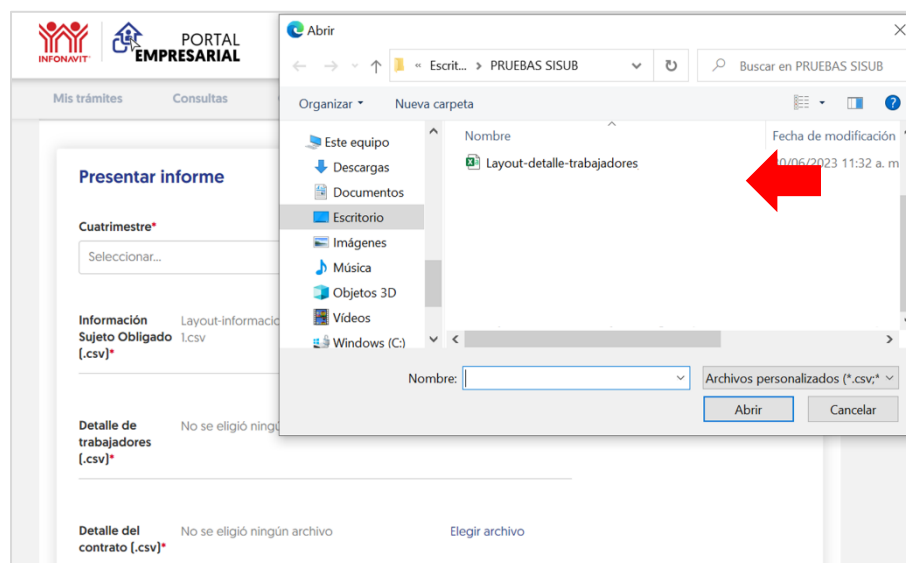 INFONAVIT
PORTAL
EMPRESARIAL
Mis trámites Consultas
Presentar informe
Cuatrimestre*
Seleccionar...
Información Sujeto Obligado (.csv)*
Layout-informacio
1.csv
Detalle de trabajadores (.csv)*
No se eligió ningú
Detalle del contrato (.csv)*
No se eligió ningún archivo
Elegir archivo
Abrir
« Escrit... > PRUEBAS SISUB
Buscar en PRUEBAS SISUB
Organizar
Nueva carpeta
Este equipo
Descargas
Documentos
Escritorio
Imágenes
Música
Objetos 3D
Vídeos
Windows (C:)
Nombre
Fecha de modificación
Layout-detalle-trabajadores
/06/2023 11:32 a. m
Nombre:
Archivos personalizados (*.csv;*
Abrir
Cancelar